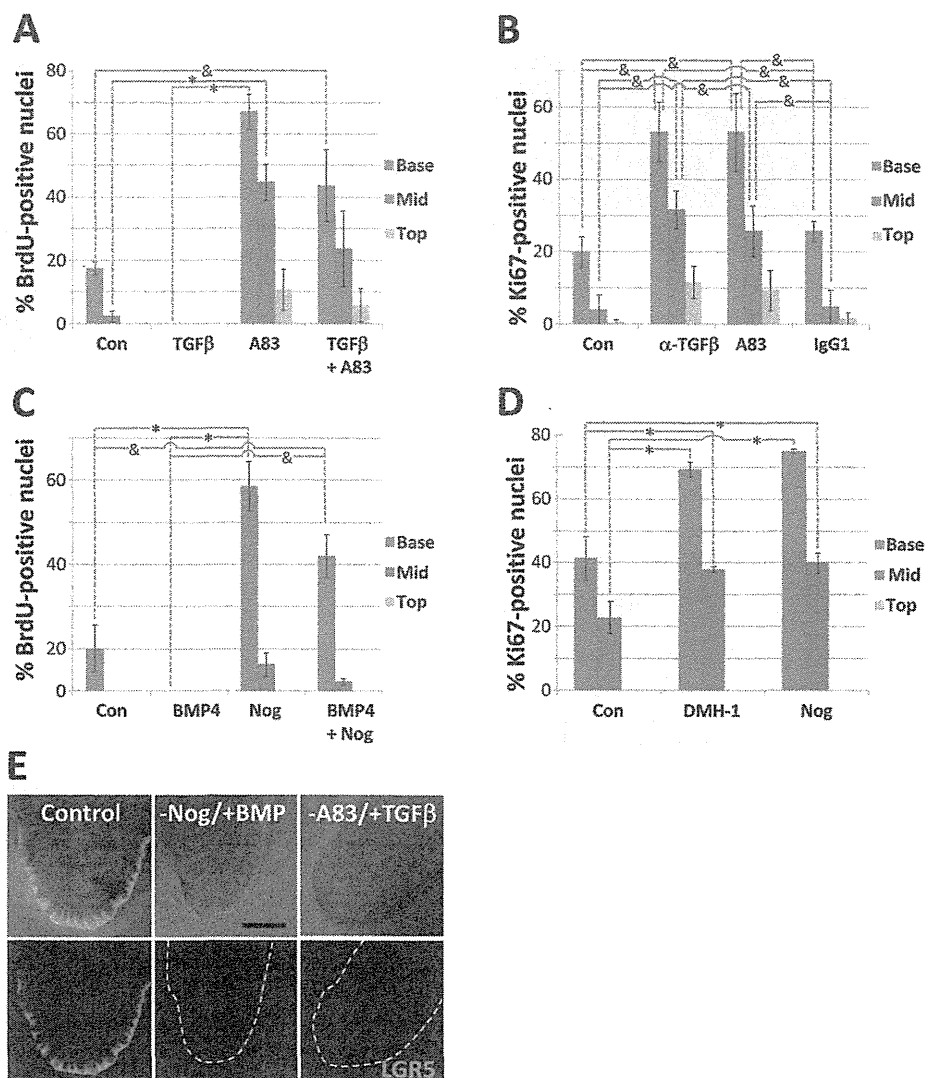 A
% BrdU-positive nuclei
80
60
40
20
0
&
*
*
Base
Mid
Top
Con
TGFβ
A83
TGFβ
+ A83
B
% Ki67-positive nuclei
60
40
20
0
& &
& &
& &
& & &
Base
Mid
Top
Con
α-TGFβ
A83
IgG1
C
% BrdU-positive nuclei
60
40
20
0
*
*
&
&
Base
Mid
Top
Con
BMP4
Nog
BMP4
+ Nog
D
% Ki67-positive nuclei
80
60
40
20
0
*
*
*
*
Base
Mid
Top
Con
DMH-1
Nog
E
Control
-Nog/+BMP
-A83/+TGFβ
LGR5